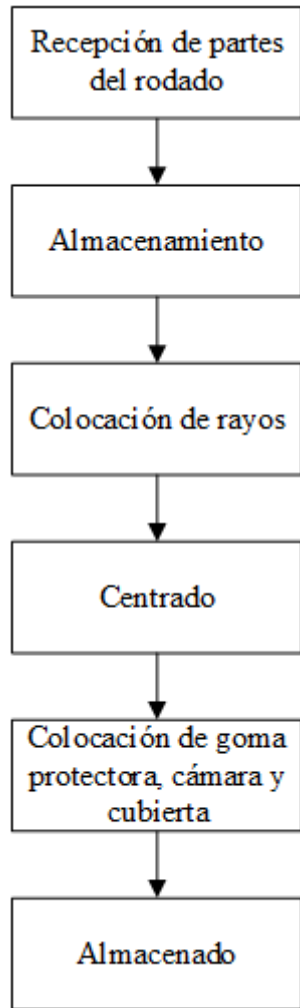 Recepción de partes
del rodado
Almacenamiento
Colocación de rayos
Centrado
Colocación de goma
protectora, cámara y
cubierta
Almacenado